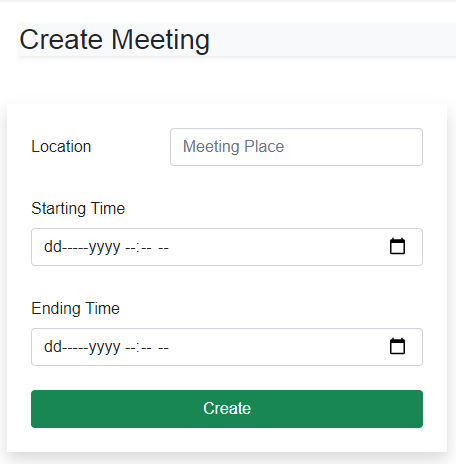 Create Meeting
Location Meeting Place
Starting Time
dd-----yyyy --:-- --
Ending Time
dd-----yyyy --:-- --
Create